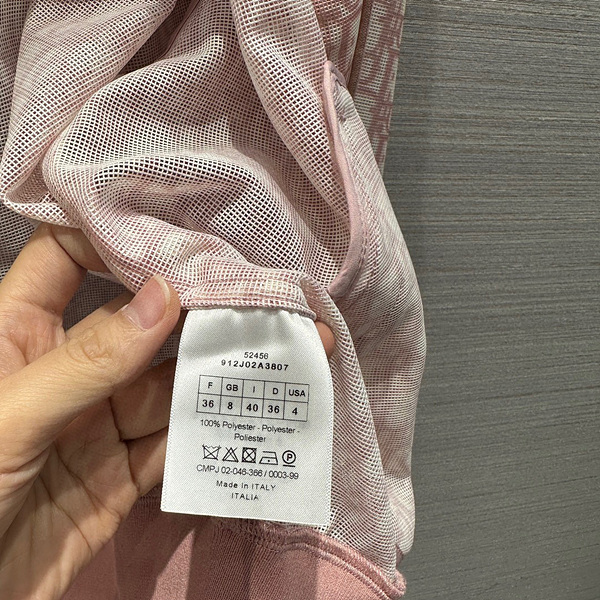 52456
912J02A3807
F GB I D USA
36 8 40 36 4
100% Polyester - Polyester -
Poliester
CMPJ 02-046-366 / 0003-99
Made in ITALY
ITALIA